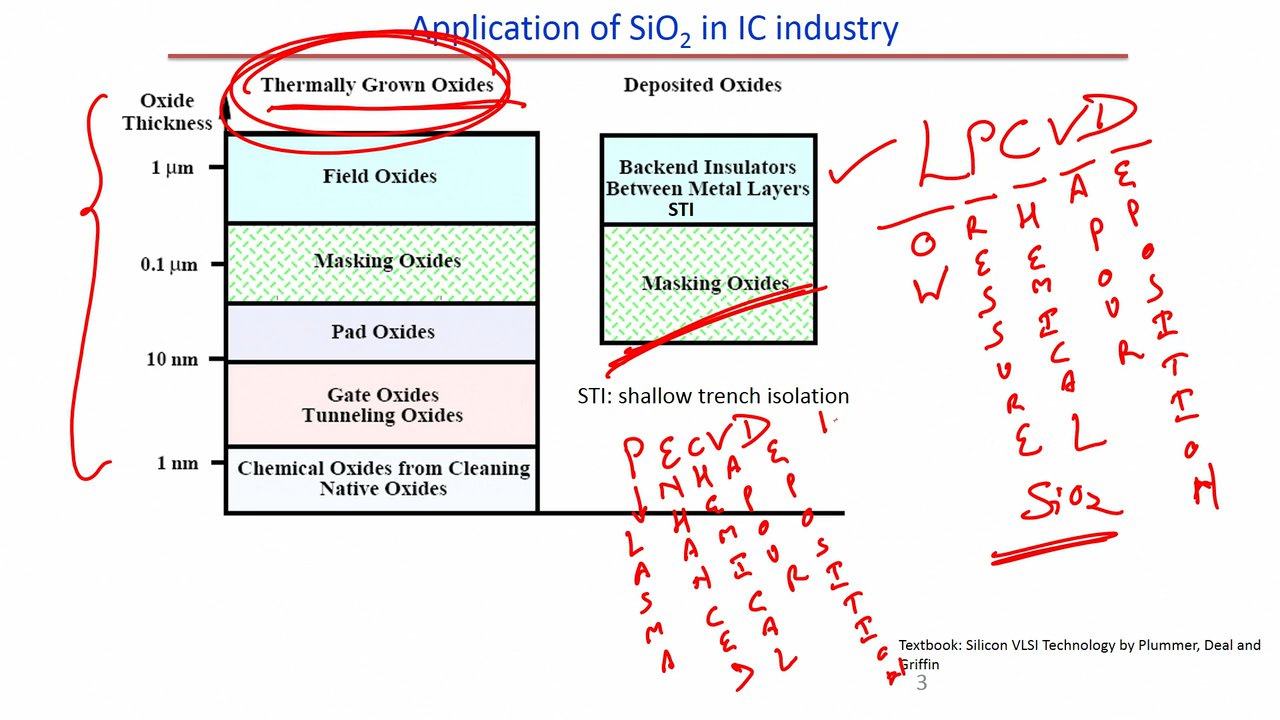 Application of SiO2 in IC industry
Thermally Grown Oxides
Deposited Oxides
Oxide
Thickness
1 µm
0.1 µm
10 nm
1 nm
Field Oxides
Masking Oxides
Pad Oxides
Gate Oxides
Tunneling Oxides
Chemical Oxides from Cleaning
Native Oxides
Backend Insulators
Between Metal Layers
STI
Masking Oxides
STI: shallow trench isolation
LPCVD
LOW
PRESSURE
CHEMICAL
VAPOUR
DEPOSITION
SiO2
PECVD
PLASMA
ENHANCED
CHEMICAL
VAPOUR
DEPOSITION
Textbook: Silicon VLSI Technology by Plummer, Deal and
Griffin
3